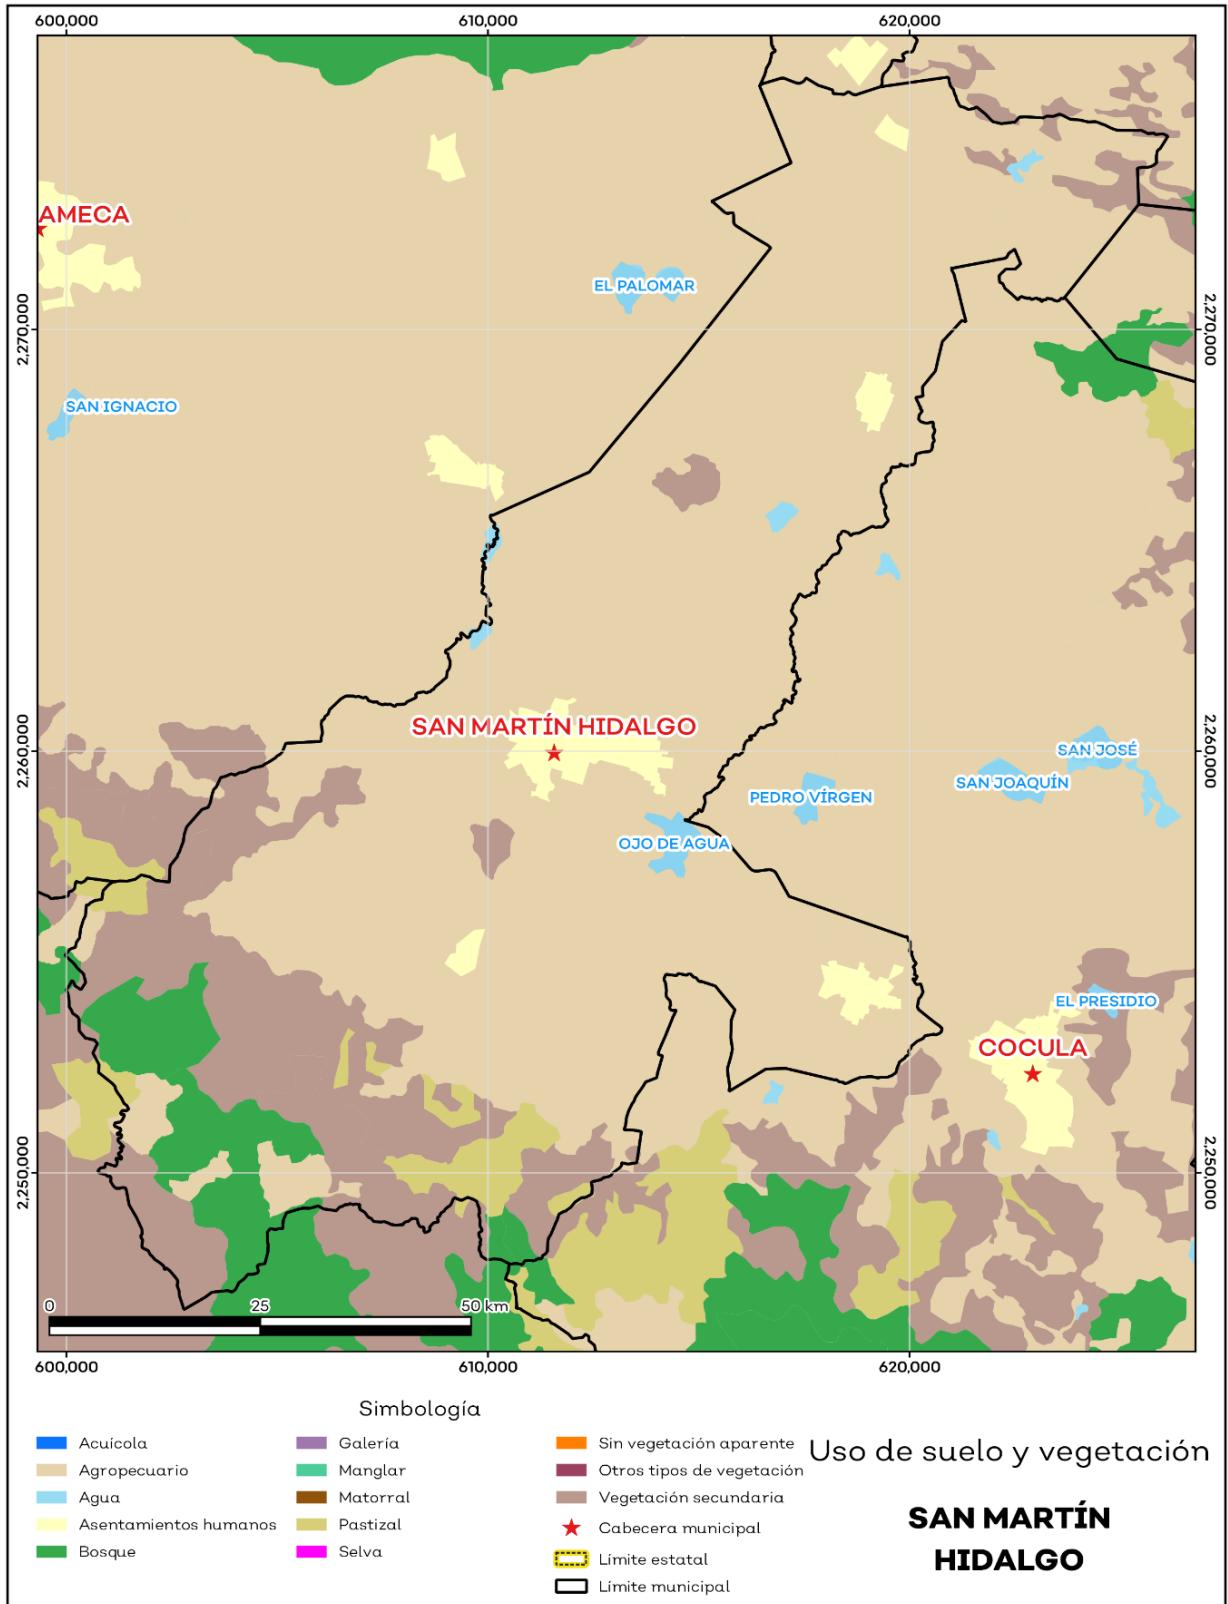 600,000
610,000
620,000
AMECA
EL PALOMAR
2,270,000
2,270,000
SAN IGNACIO
SAN MARTÍN HIDALGO
2,260,000
2,260,000
SAN JOSÉ
SAN JOAQUÍN
PEDRO VÍRGEN
OJO DE AGUA
EL PRESIDIO
COCULA
2,250,000
2,250,000
0
25
50 km
600,000
610,000
620,000
Simbología
Acuícola
Agropecuario
Agua
Asentamientos humanos
Bosque
Galería
Manglar
Matorral
Pastizal
Selva
Sin vegetación aparente
Otros tipos de vegetación
Vegetación secundaria
Cabecera municipal
Límite estatal
Límite municipal
Uso de suelo y vegetación
SAN MARTÍN
HIDALGO